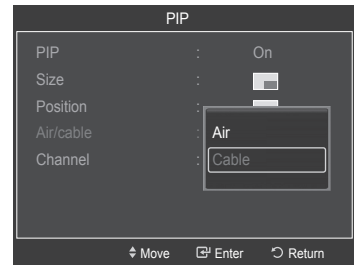 PIP
PIP : On
Size :
Position :
Air/cable : Air
Channel : Cable
Move Enter Return